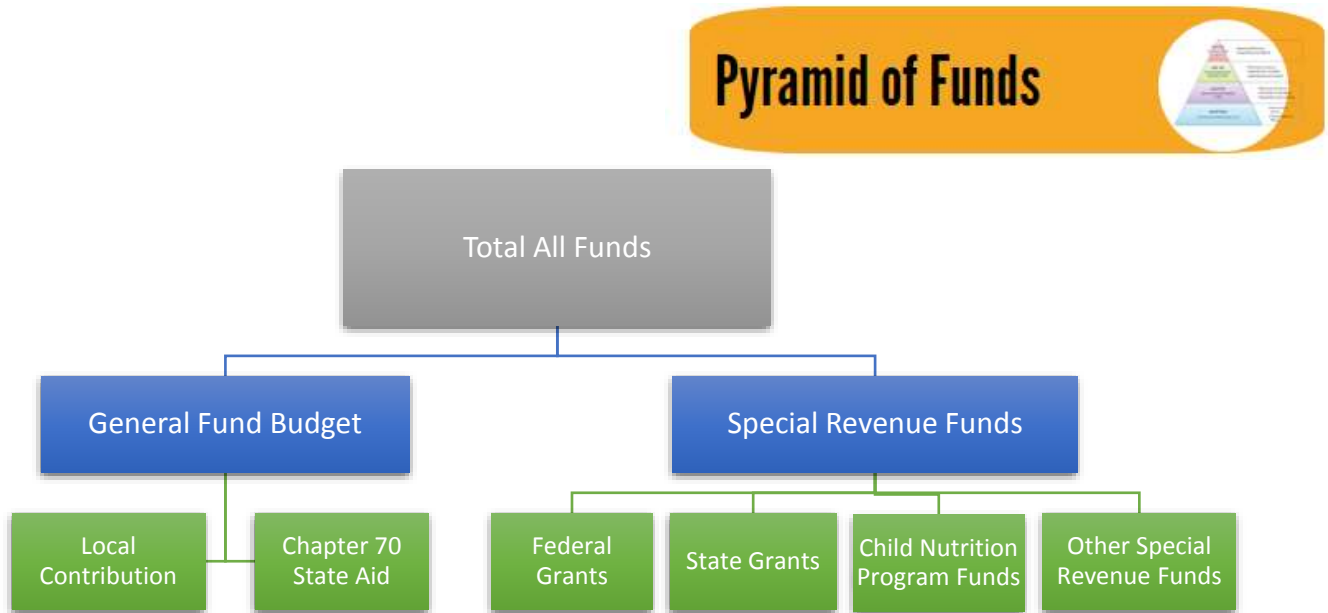 Pyramid of Funds
Total All Funds
General Fund Budget
Special Revenue Funds
Local
Contribution
Chapter 70
State Aid
Federal
Grants
State Grants
Child Nutrition
Program Funds
Other Special
Revenue Funds